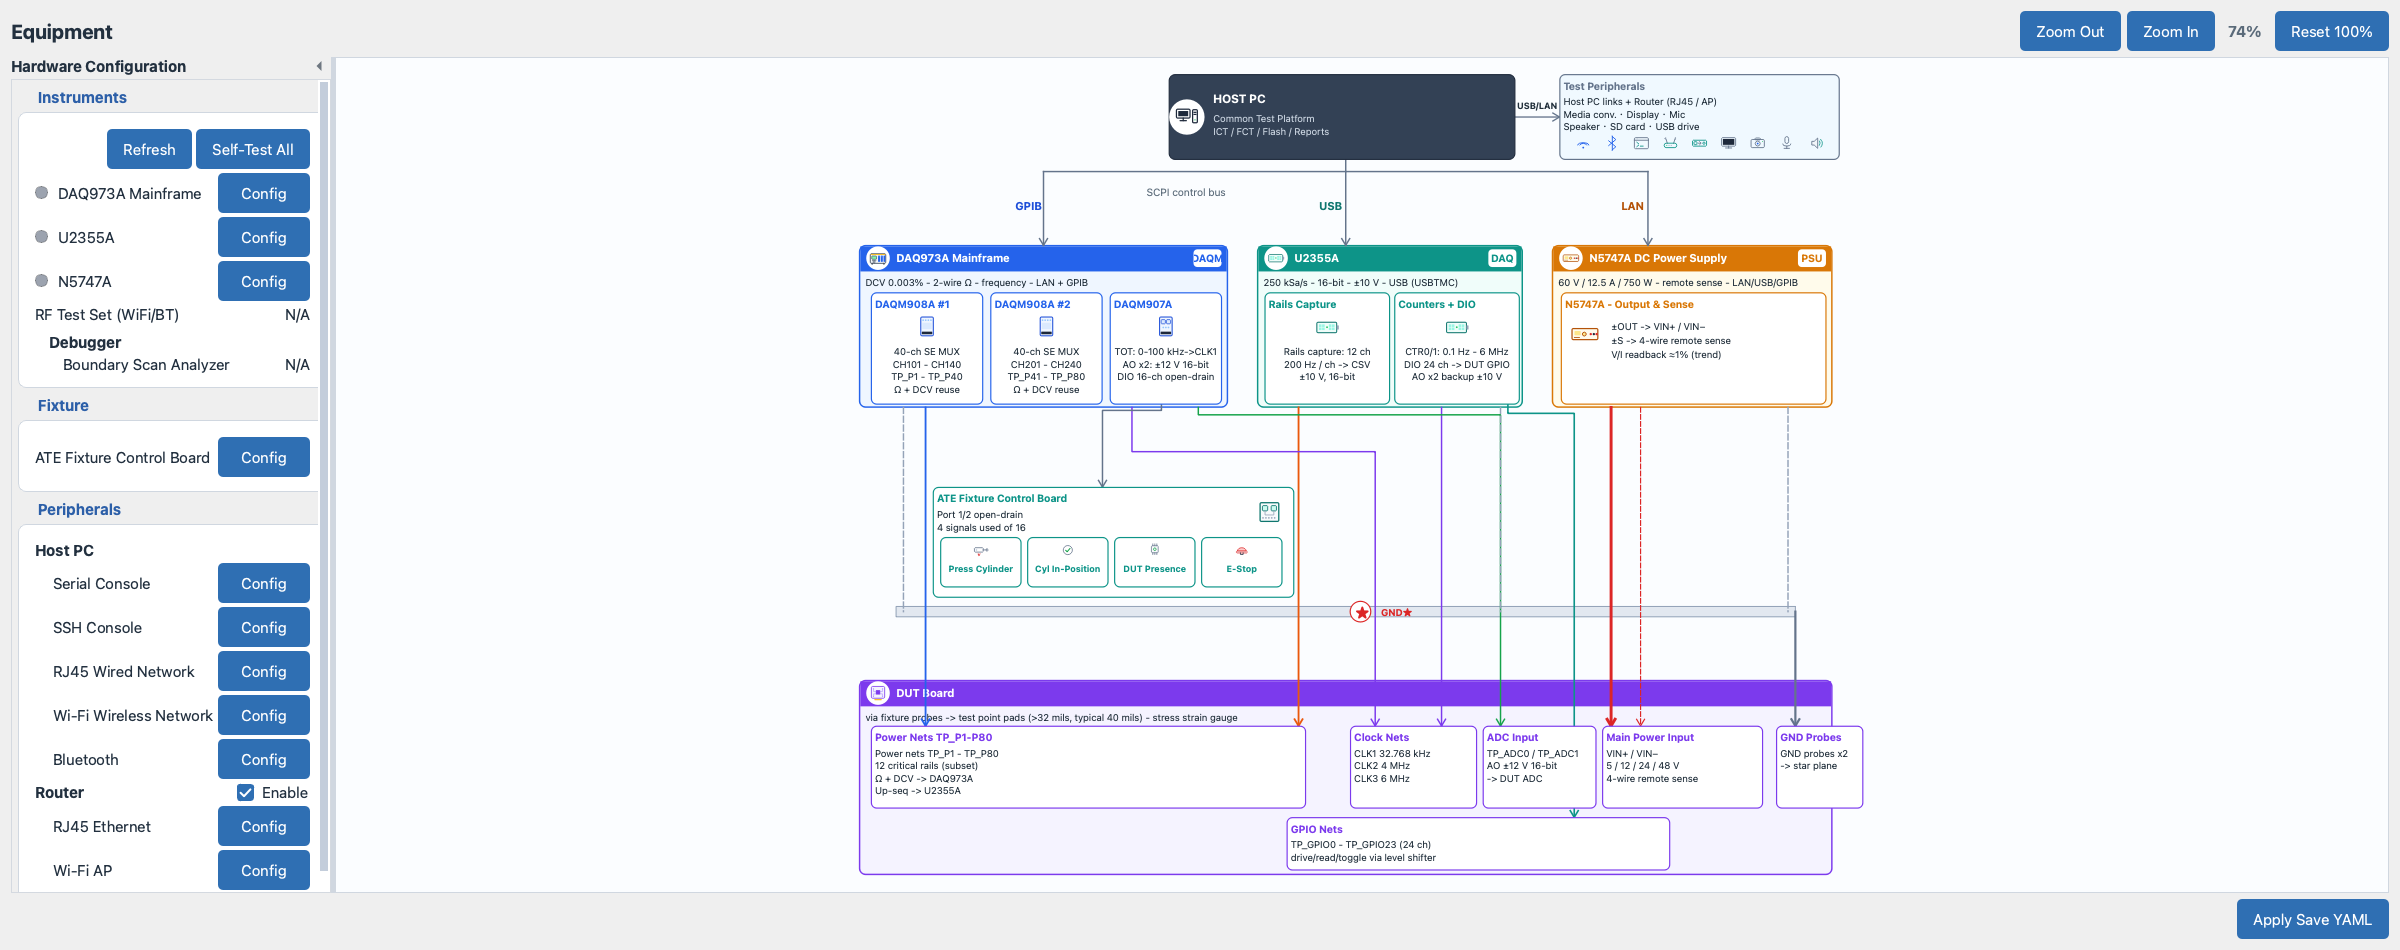 Equipment
Zoom Out
Zoom In
74%
Reset 100%
Hardware Configuration
Instruments
Refresh
Self-Test All
DAQ973A Mainframe
Config
U2355A
Config
N5747A
Config
RF Test Set (WiFi/BT)
N/A
Debugger
Boundary Scan Analyzer
N/A
Fixture
ATE Fixture Control Board
Config
Peripherals
Host PC
Serial Console
Config
SSH Console
Config
RJ45 Wired Network
Config
Wi-Fi Wireless Network
Config
Bluetooth
Config
Router
Enable
RJ45 Ethernet
Config
Wi-Fi AP
Config
HOST PC
Common Test Platform
ICT / FCT / Flash / Reports
USB/LAN
Test Peripherals
Host PC links + Router (RJ45 / AP)
Media conv. · Display · Mic
Speaker · SD card · USB drive
SCPI control bus
GPIB
USB
LAN
DAQ973A Mainframe
DAQM
DCV 0.003% - 2-wire Ω - frequency - LAN + GPIB
DAQM908A #1
40-ch SE MUX
CH101 - CH140
TP_P1 - TP_P40
Ω + DCV reuse
DAQM908A #2
40-ch SE MUX
CH201 - CH240
TP_P41 - TP_P80
Ω + DCV reuse
DAQM907A
TOT: 0-100 kHz->CLK1
AO x2: ±12 V 16-bit
DIO 16-ch open-drain
U2355A
DAQ
250 kSa/s - 16-bit - ±10 V - USB (USBTMC)
Rails Capture
Rails capture: 12 ch
200 Hz / ch -> CSV
±10 V, 16-bit
Counters + DIO
CTR0/1: 0.1 Hz - 6 MHz
DIO 24 ch -> DUT GPIO
AO x2 backup ±10 V
N5747A DC Power Supply
PSU
60 V / 12.5 A / 750 W - remote sense - LAN/USB/GPIB
N5747A - Output & Sense
±OUT -> VIN+ / VIN−
±S -> 4-wire remote sense
V/I readback ≈1% (trend)
ATE Fixture Control Board
Port 1/2 open-drain
4 signals used of 16
Press Cylinder
Cyl In-Position
DUT Presence
E-Stop
GND★
DUT Board
via fixture probes -> test point pads (>32 mils, typical 40 mils) - stress strain gauge
Power Nets TP_P1-P80
Power nets TP_P1 - TP_P80
12 critical rails (subset)
Ω + DCV -> DAQ973A
Up-seq -> U2355A
Clock Nets
CLK1 32.768 kHz
CLK2 4 MHz
CLK3 6 MHz
ADC Input
TP_ADC0 / TP_ADC1
AO ±12 V 16-bit
-> DUT ADC
Main Power Input
VIN+ / VIN−
5 / 12 / 24 / 48 V
4-wire remote sense
GND Probes
GND probes x2
-> star plane
GPIO Nets
TP_GPIO0 - TP_GPIO23 (24 ch)
drive/read/toggle via level shifter
Apply Save YAML